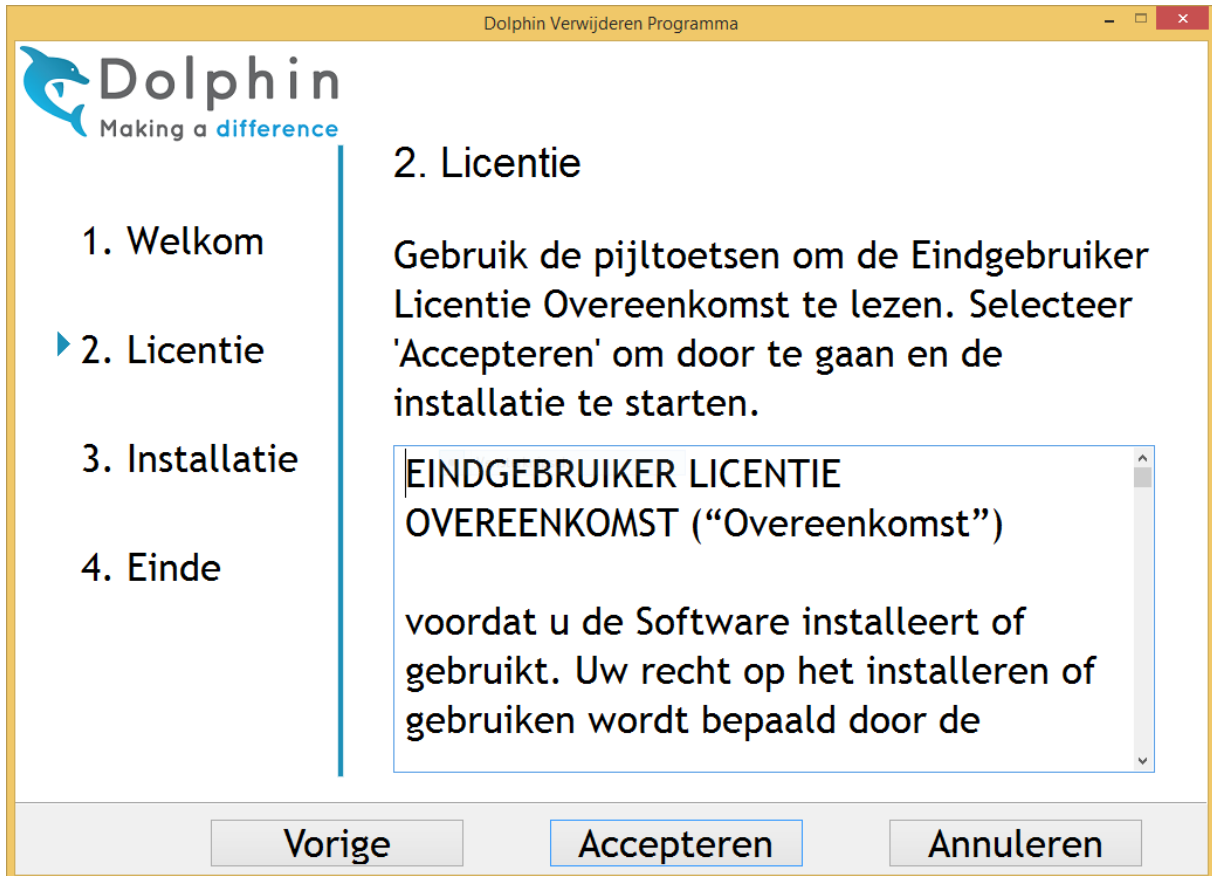 Dolphin Verwijderen Programma
Dolphin
Making a difference
1. Welkom
2. Licentie
3. Installatie
4. Einde
2. Licentie
Gebruik de pijltoetsen om de Eindgebruiker
Licentie Overeenkomst te lezen. Selecteer
'Accepteren' om door te gaan en de
installatie te starten.
EINDGEBRUIKER LICENTIE
OVEREENKOMST (“Overeenkomst”)
voordat u de Software installeert of
gebruikt. Uw recht op het installeren of
gebruiken wordt bepaald door de
Vorige
Accepteren
Annuleren